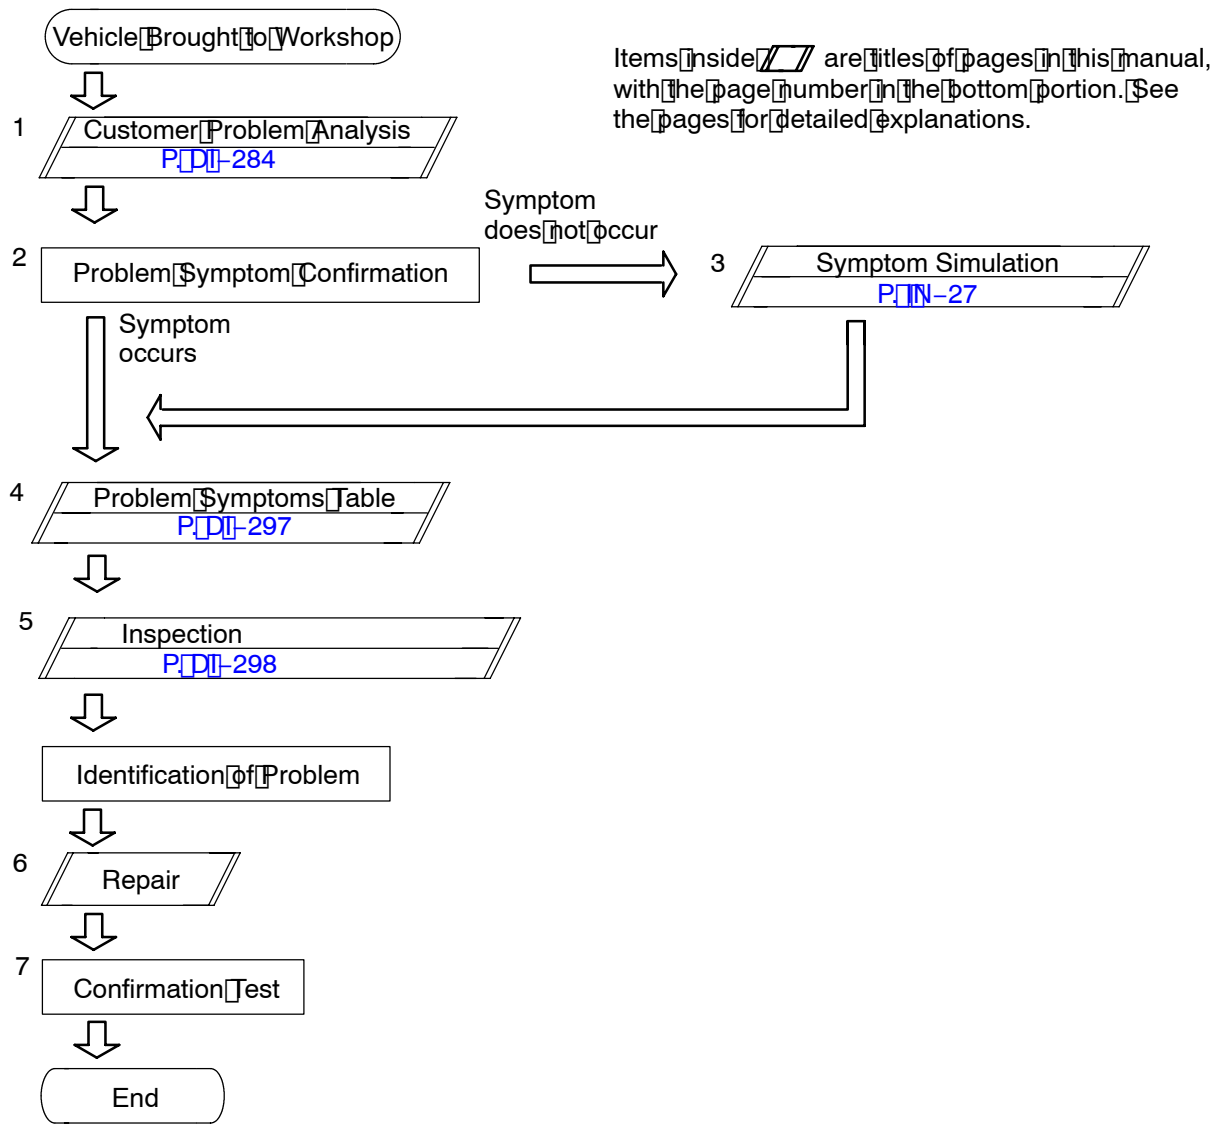 Vehicle Brought to Workshop
Items inside are titles of pages in this manual,
with the page number in the bottom portion. See
the pages for detailed explanations.
1
Customer Problem Analysis
P. DI–284
Symptom
does not occur
2
Problem Symptom Confirmation
3
Symptom Simulation
P. IN–27
Symptom
occurs
4
Problem Symptoms Table
P. DI–297
5
Inspection
P. DI–298
Identification of Problem
6
Repair
7
Confirmation Test
End